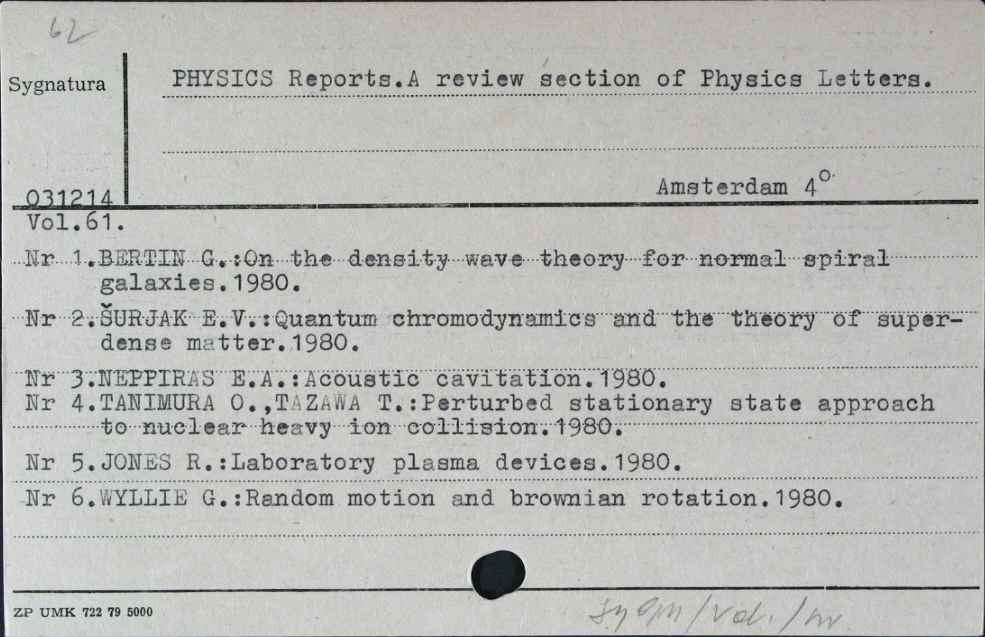 62
Sygnatura
PHYSICS Reports.A review section of Physics Letters.
Amsterdam 4°
031214
Vol.61.
Nr 1.BERTIN G.:On the density wave theory for normal spiral
galaxies.1980.
Nr 2.ŠURJAK E.V.:Quantum chromodynamics and the theory of super-
dense matter.1980.
Nr 3.NEPPIRAS E.A.:Acoustic cavitation.1980.
Nr 4.TANIMURA O.,TAZAWA T.:Perturbed stationary state approach
to nuclear heavy ion collision.1980.
Nr 5.JONES R.:Laboratory plasma devices.1980.
Nr 6.WYLLIE G.:Random motion and brownian rotation.1980.
ZP UMK 722 79 5000